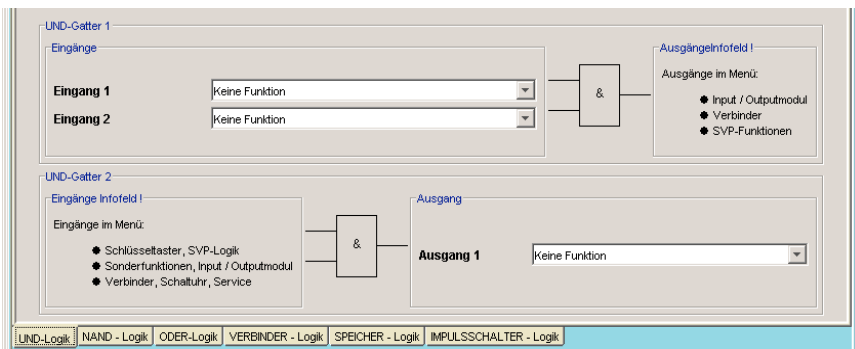 UND-Gatter 1
Eingänge
Eingang 1
Keine Funktion
Eingang 2
Keine Funktion
&
AusgängeInfofeld !
Ausgänge im Menü:
Input / Outputmodul
Verbinder
SVP-Funktionen
UND-Gatter 2
Eingänge Infofeld !
Eingänge im Menü:
Schlüsseltaster, SVP-Logik
Sonderfunktionen, Input / Outputmodul
Verbinder, Schaltuhr, Service
&
Ausgang
Ausgang 1
Keine Funktion
UND-Logik NAND - Logik ODER-Logik VERBINDER - Logik SPEICHER - Logik IMPULSSCHALTER - Logik